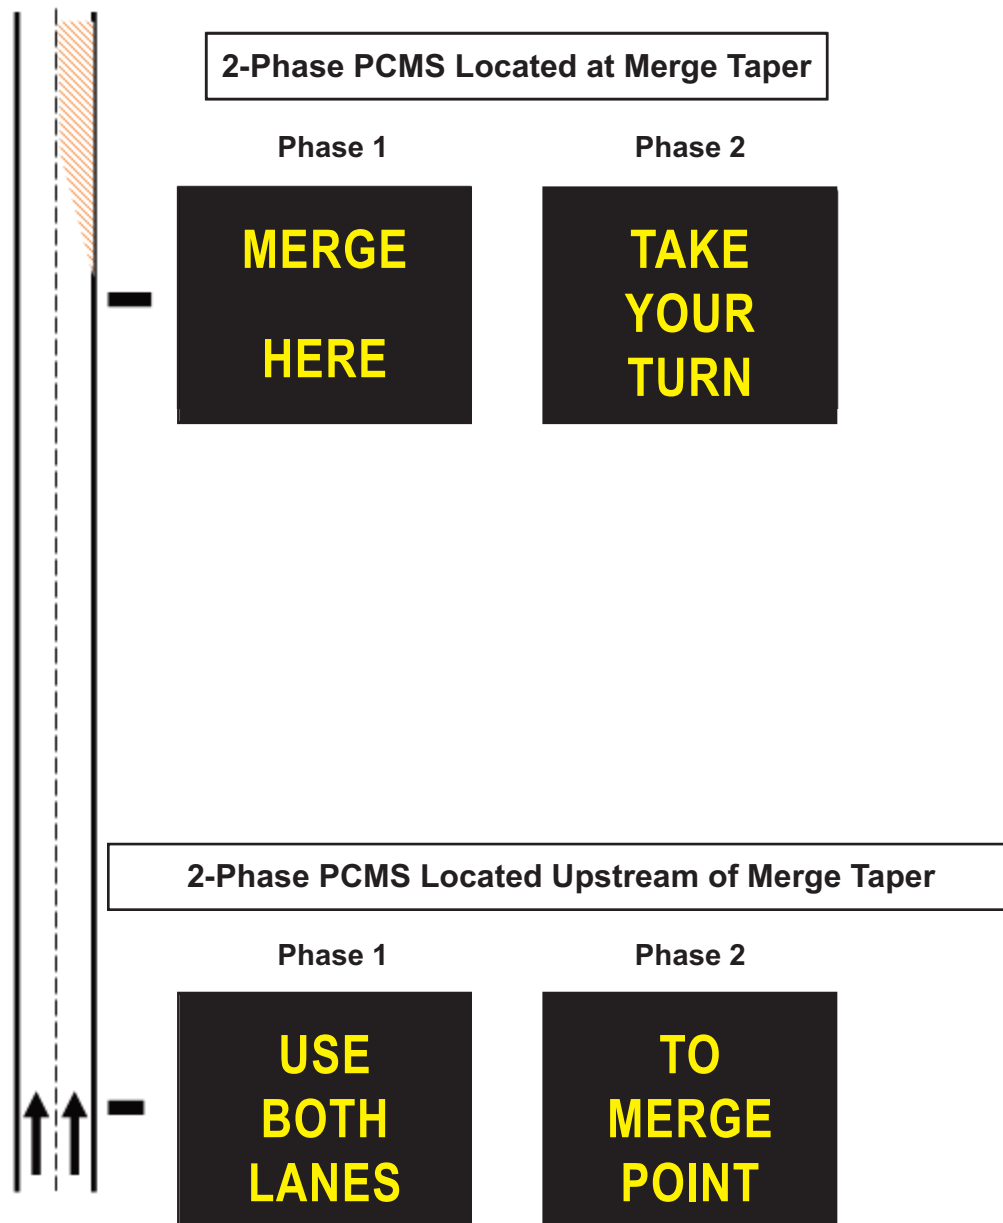 2-Phase PCMS Located at Merge Taper
Phase 1
MERGE
HERE
Phase 2
TAKE
YOUR
TURN
2-Phase PCMS Located Upstream of Merge Taper
Phase 1
USE
BOTH
LANES
Phase 2
TO
MERGE
POINT